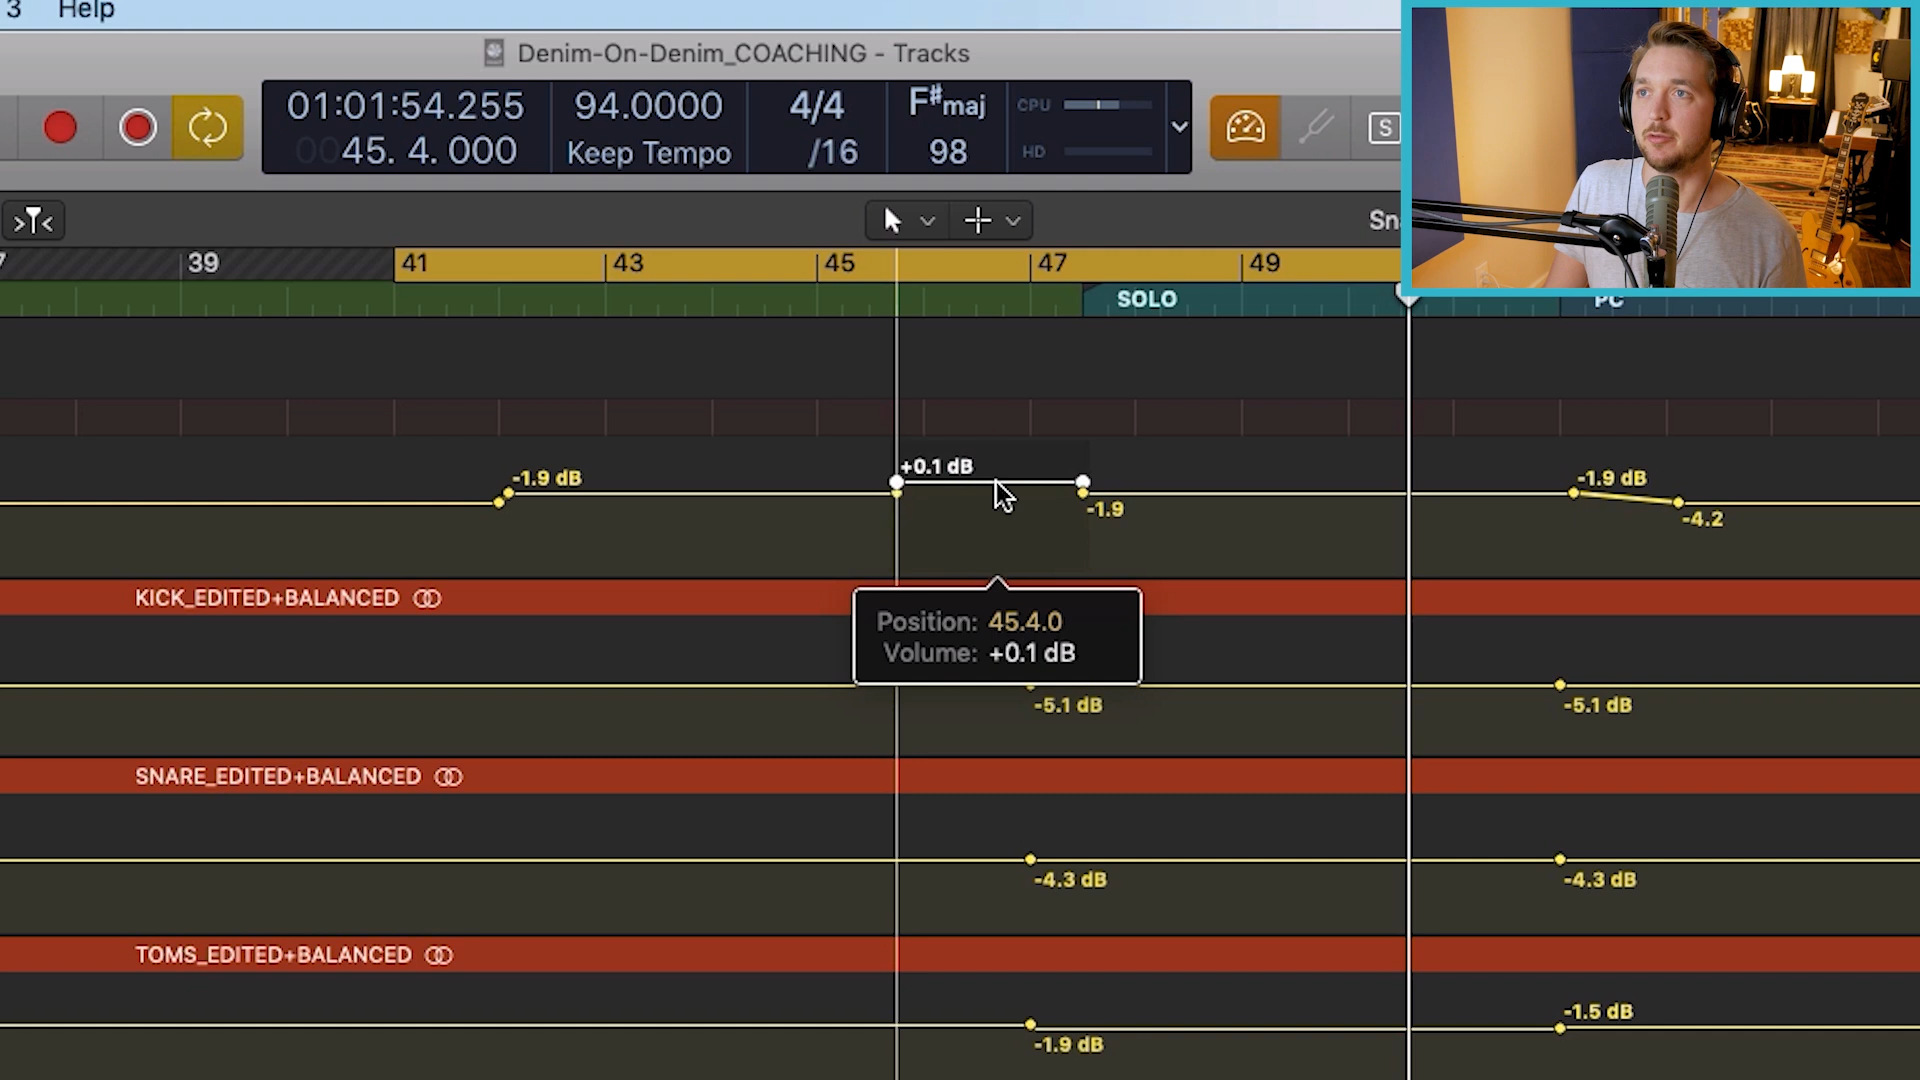 3 Help
Denim-On-Denim_COACHING - Tracks
01:01:54.255 94.0000 4/4 F♯maj CPU
0045. 4. 000 Keep Tempo /16 98 HD
S
39 41 43 45 47 49
SOLO PC
+0.1 dB
-1.9 dB -1.9 dB
-1.9 -4.2
KICK_EDITED+BALANCED
Position: 45.4.0
Volume: +0.1 dB
-5.1 dB -5.1 dB
SNARE_EDITED+BALANCED
-4.3 dB -4.3 dB
TOMS_EDITED+BALANCED
-1.5 dB
-1.9 dB